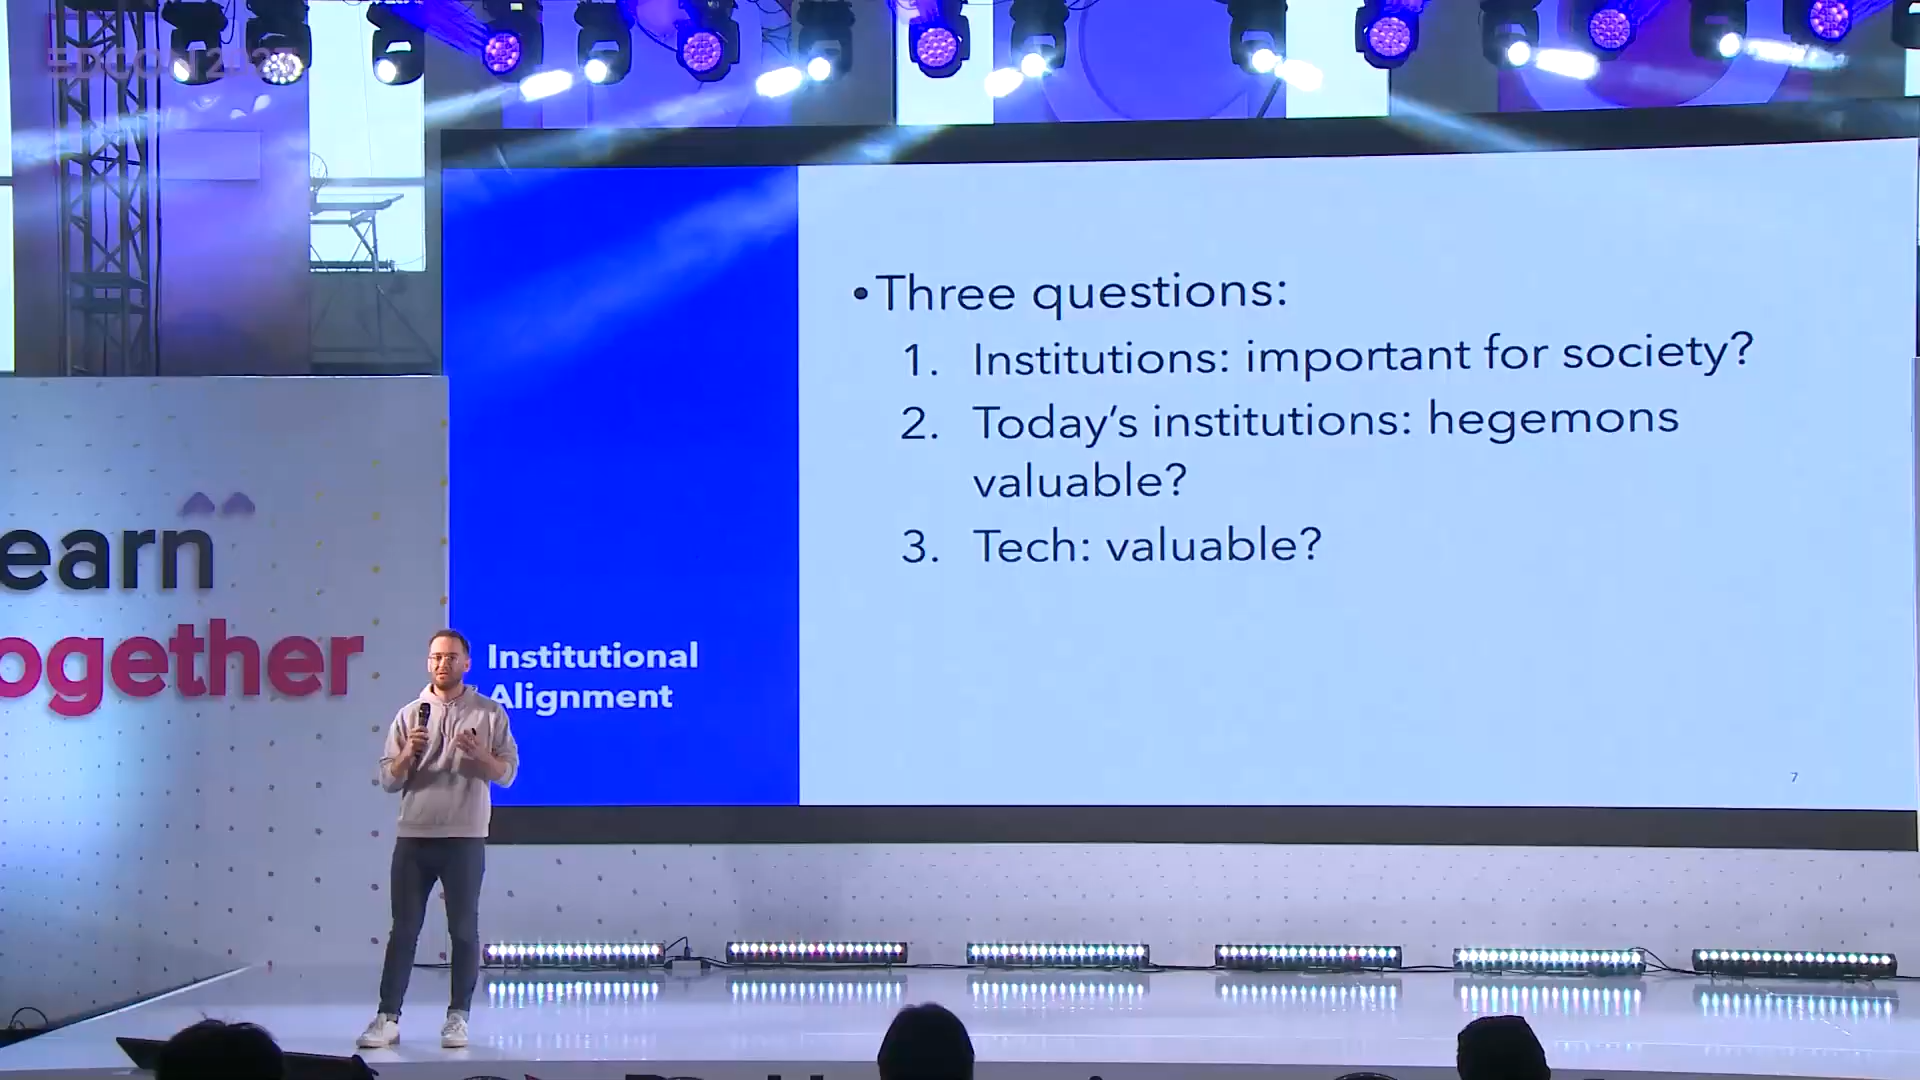 EDCON2023
Three questions:
1. Institutions: important for society?
2. Today's institutions: hegemons
valuable?
3. Tech: valuable?
Institutional
Alignment
7
earn
ogether